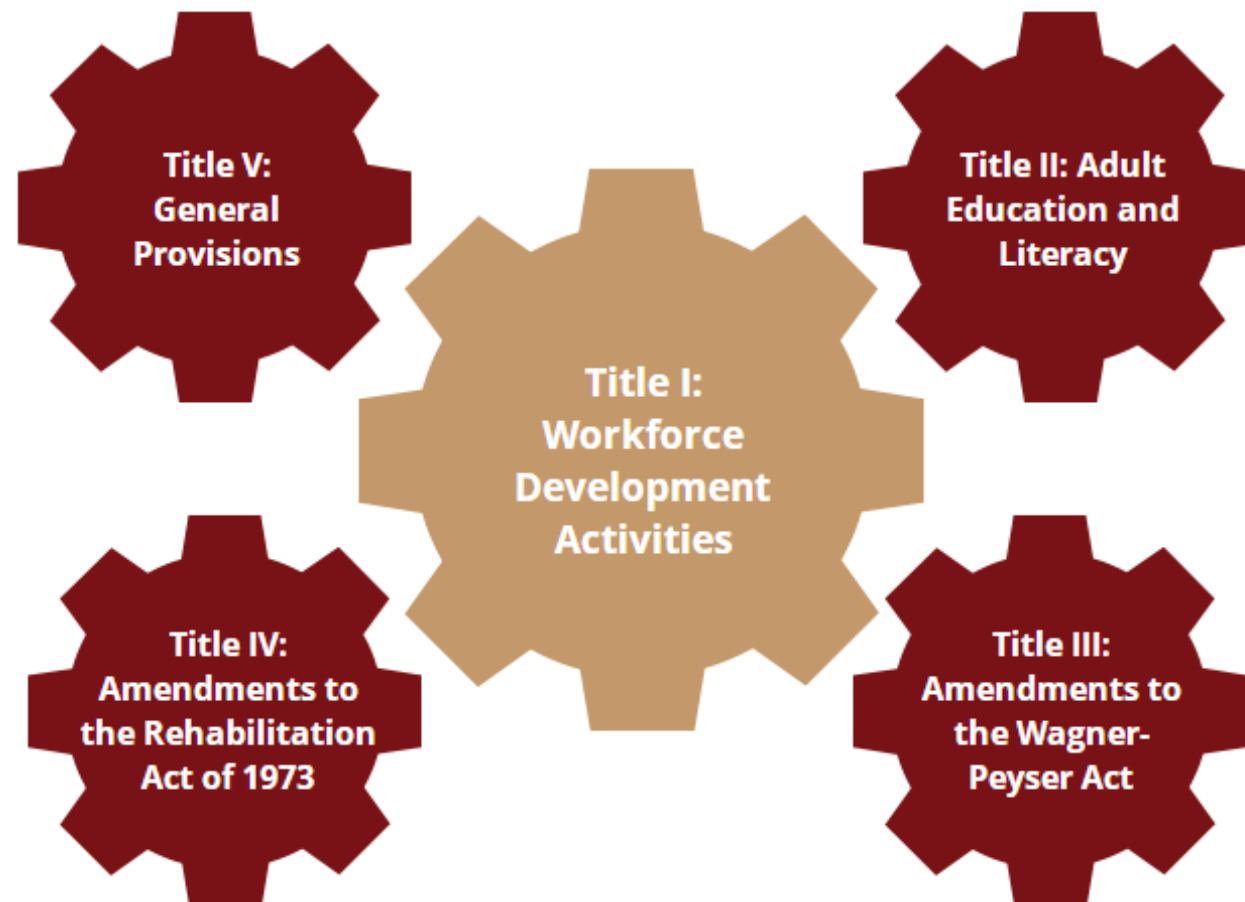 Title V:
General
Provisions
Title II: Adult
Education and
Literacy
Title I:
Workforce
Development
Activities
Title IV:
Amendments to
the Rehabilitation
Act of 1973
Title III:
Amendments to
the Wagner-
Peyser Act